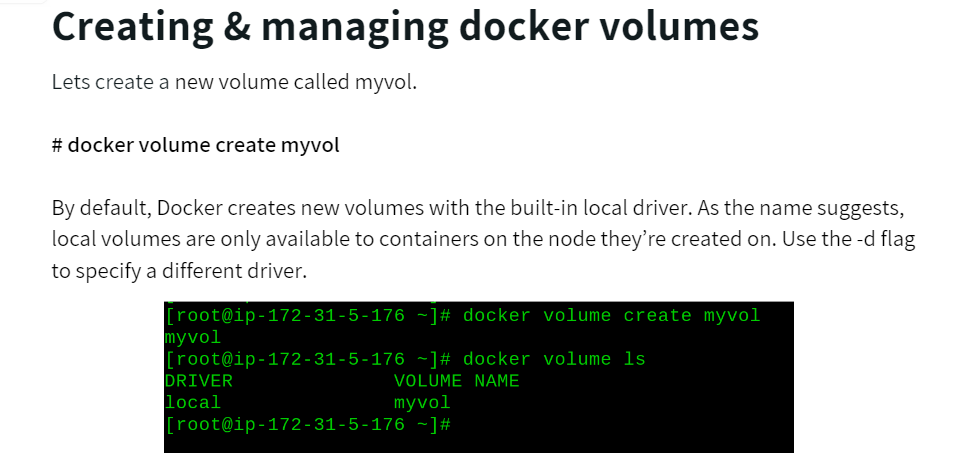 Creating & managing docker volumes
Lets create a new volume called myvol.
# docker volume create myvol
By default, Docker creates new volumes with the built-in local driver. As the name suggests,
local volumes are only available to containers on the node they’re created on. Use the -d flag
to specify a different driver.
[root@ip-172-31-5-176 ~]# docker volume create myvol
myvol
[root@ip-172-31-5-176 ~]# docker volume ls
DRIVER VOLUME NAME
local myvol
[root@ip-172-31-5-176 ~]#